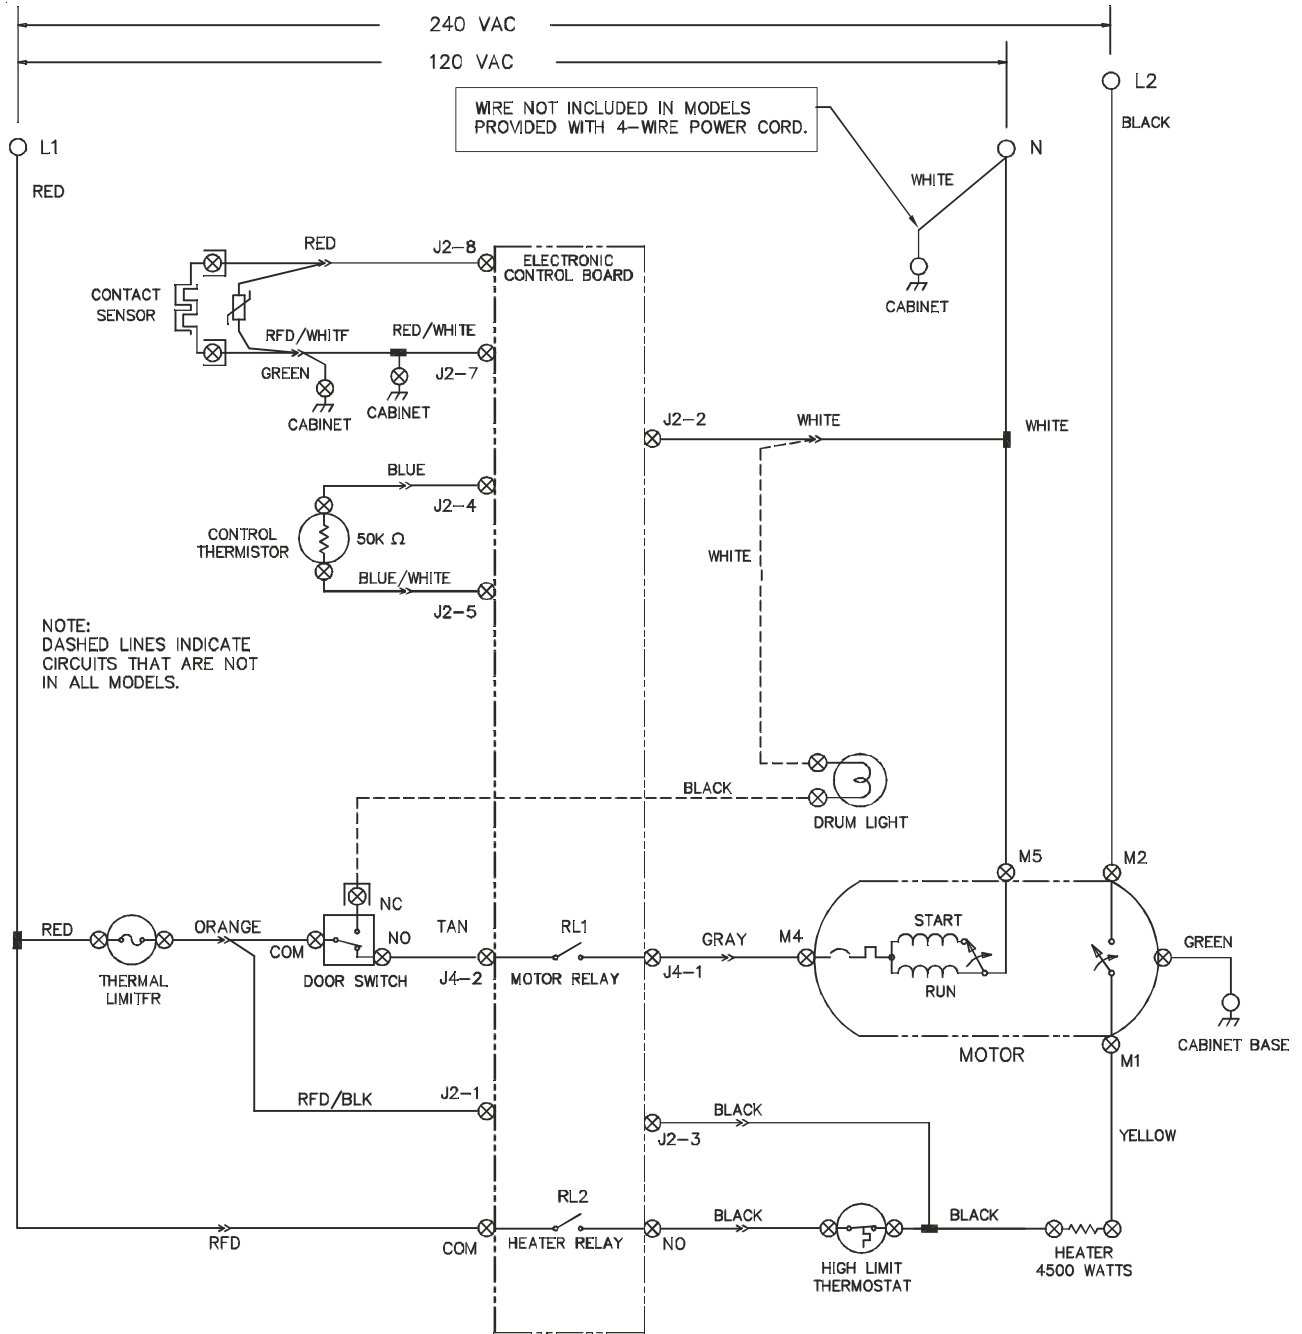 240 VAC
120 VAC
WIRE NOT INCLUDED IN MODELS
PROVIDED WITH 4-WIRE POWER CORD.
L2
BLACK
L1
N
RED
WHITE
CABINET
RED
J2-8
ELECTRONIC
CONTROL BOARD
CONTACT
SENSOR
RFD/WHITF
RED/WHITE
GREEN
J2-7
CABINET
CABINET
J2-2
WHITE
WHITE
BLUE
J2-4
CONTROL
THERMISTOR
50K Ω
WHITE
BLUE/WHITE
J2-5
NOTE:
DASHED LINES INDICATE
CIRCUITS THAT ARE NOT
IN ALL MODELS.
BLACK
DRUM LIGHT
M5
M2
NC
RED
ORANGE
COM
NO
TAN
RL1
GRAY
M4
START
GREEN
THERMAL
LIMITFR
DOOR SWITCH
J4-2
MOTOR RELAY
J4-1
RUN
MOTOR
M1
CABINET BASE
RFD/BLK
J2-1
BLACK
J2-3
YELLOW
RL2
BLACK
BLACK
RFD
COM
HEATER RELAY
NO
HIGH LIMIT
THERMOSTAT
HEATER
4500 WATTS